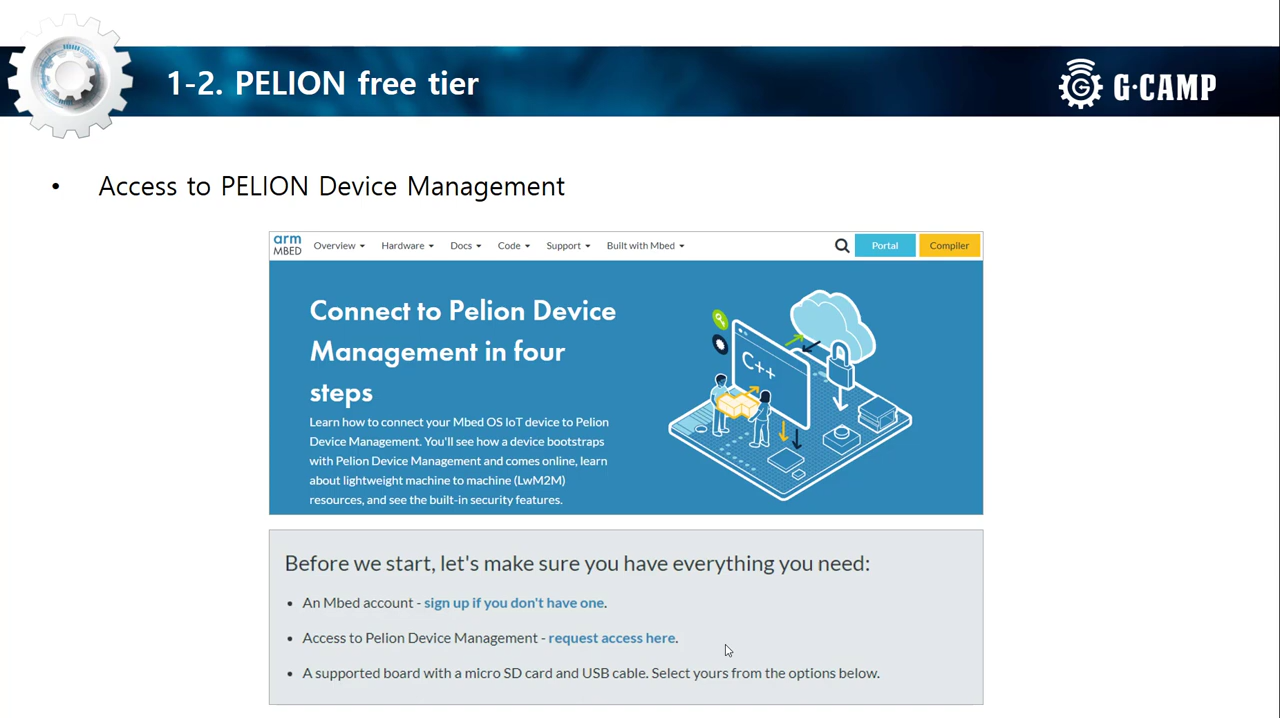 1-2. PELION free tier
G·CAMP
• Access to PELION Device Management
arm
MBED
Overview Hardware Docs Code Support Built with Mbed Portal Compiler
Connect to Pelion Device
Management in four
steps
Learn how to connect your Mbed OS IoT device to Pelion
Device Management. You'll see how a device bootstraps
with Pelion Device Management and comes online, learn
about lightweight machine to machine (LwM2M)
resources, and see the built-in security features.
C++
Before we start, let's make sure you have everything you need:
• An Mbed account - sign up if you don't have one.
• Access to Pelion Device Management - request access here.
• A supported board with a micro SD card and USB cable. Select yours from the options below.